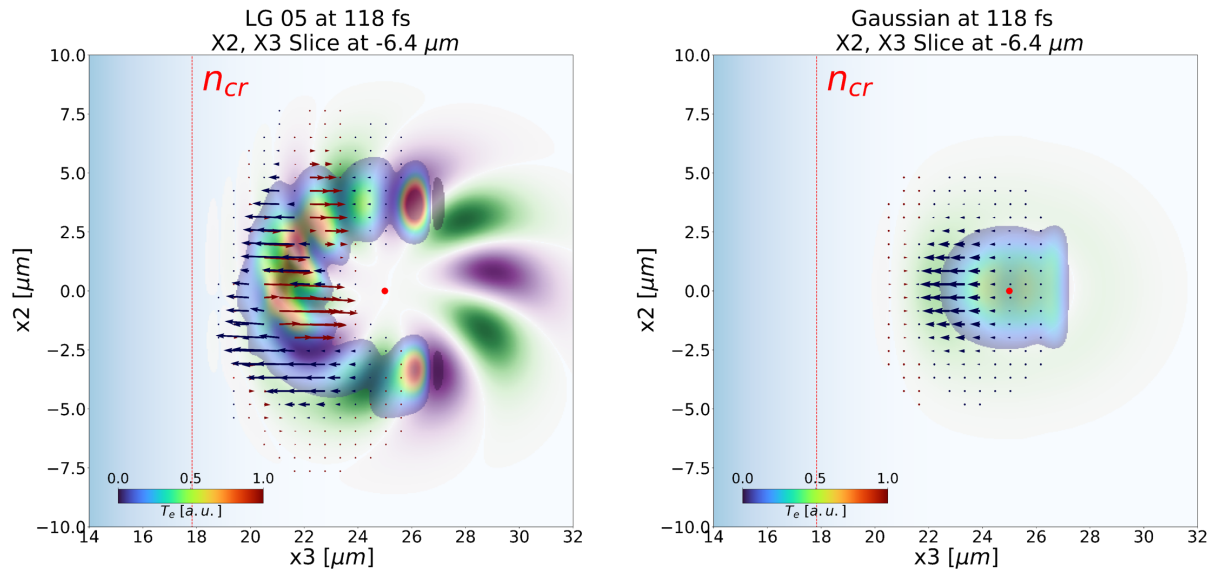 LG 05 at 118 fs
X2, X3 Slice at -6.4 μm
10.0
7.5
5.0
2.5
0.0
−2.5
−5.0
−7.5
−10.0
x2 [μm]
n_cr
0.0 0.5 1.0
T_e [a.u.]
14 16 18 20 22 24 26 28 30 32
x3 [μm]
Gaussian at 118 fs
X2, X3 Slice at -6.4 μm
10.0
7.5
5.0
2.5
0.0
−2.5
−5.0
−7.5
−10.0
x2 [μm]
n_cr
0.0 0.5 1.0
T_e [a.u.]
14 16 18 20 22 24 26 28 30 32
x3 [μm]